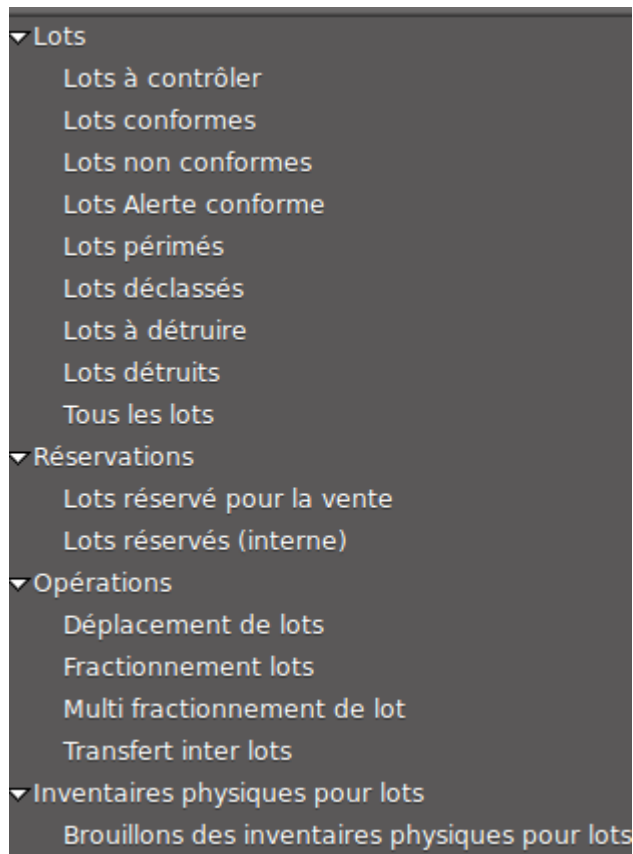 Lots
Lots à contrôler
Lots conformes
Lots non conformes
Lots Alerte conforme
Lots périmés
Lots déclassés
Lots à détruire
Lots détruits
Tous les lots
Réservations
Lots réservé pour la vente
Lots réservés (interne)
Opérations
Déplacement de lots
Fractionnement lots
Multi fractionnement de lot
Transfert inter lots
Inventaires physiques pour lots
Brouillons des inventaires physiques pour lots